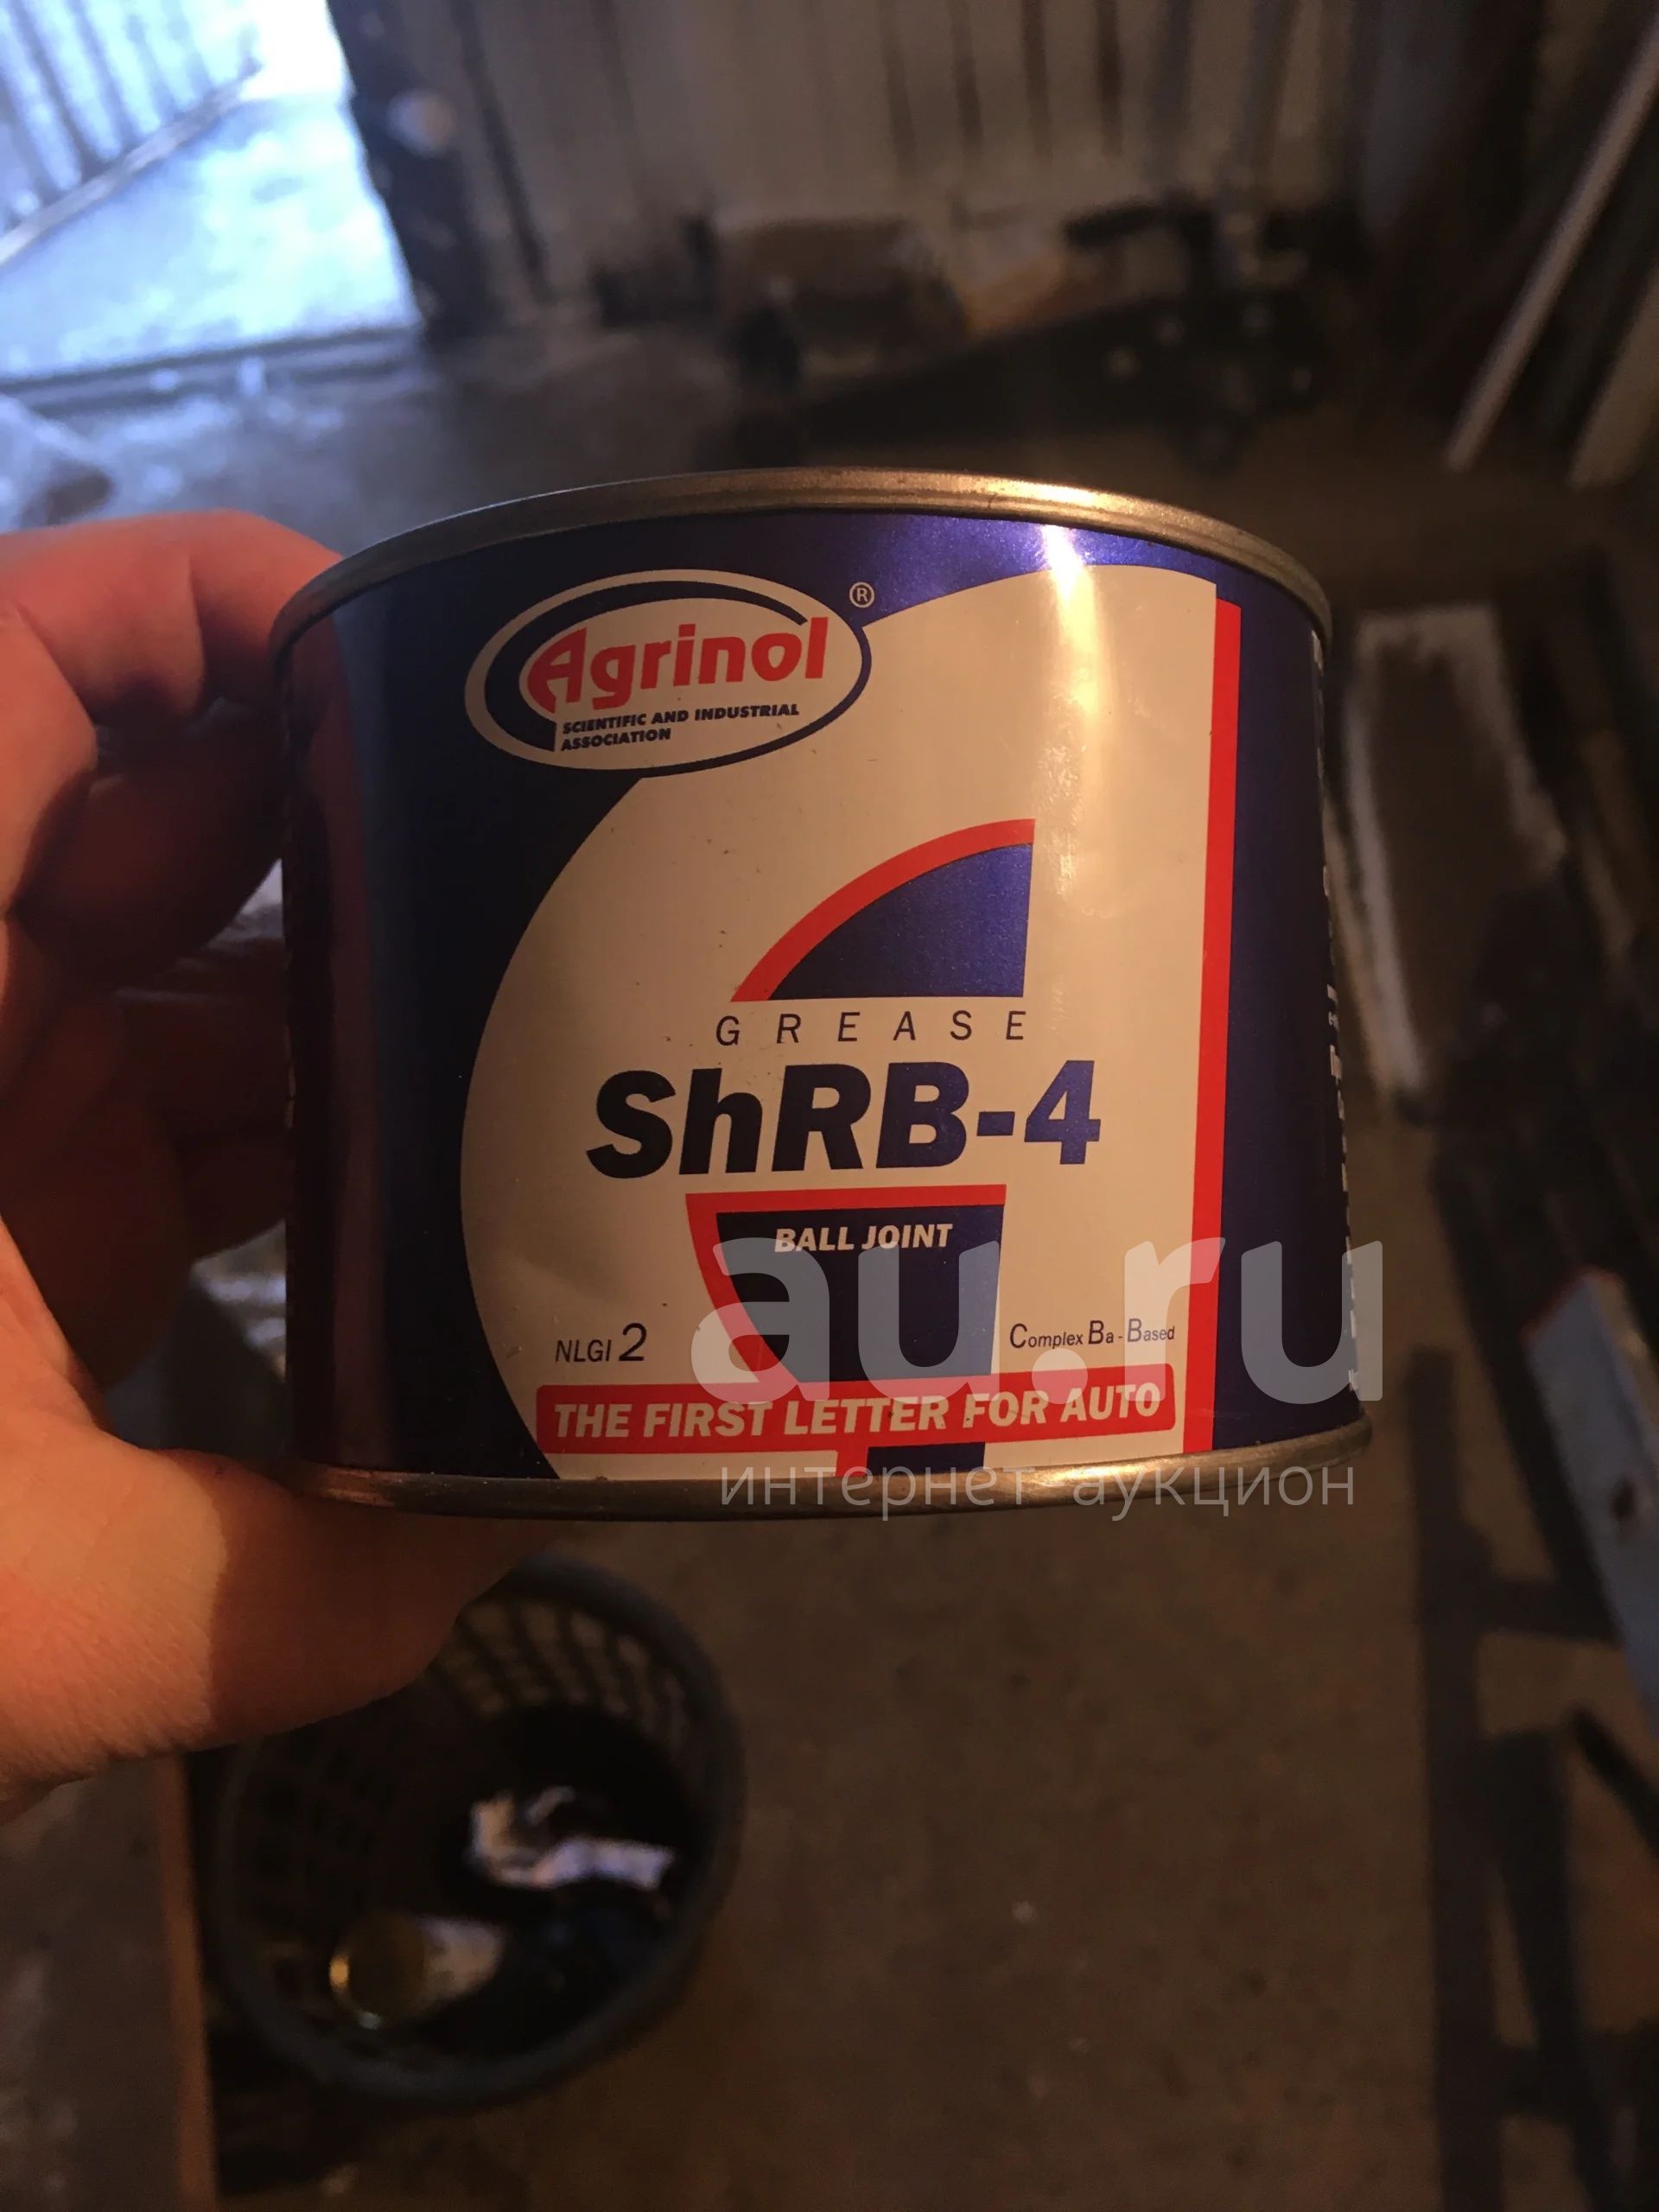 Agrinol ®
SCIENTIFIC AND INDUSTRIAL
ASSOCIATION
GREASE
ShRB-4
BALL JOINT
NLGI 2
Complex Ba-Based
THE FIRST LETTER FOR AUTO
au.ru
интернет аукцион